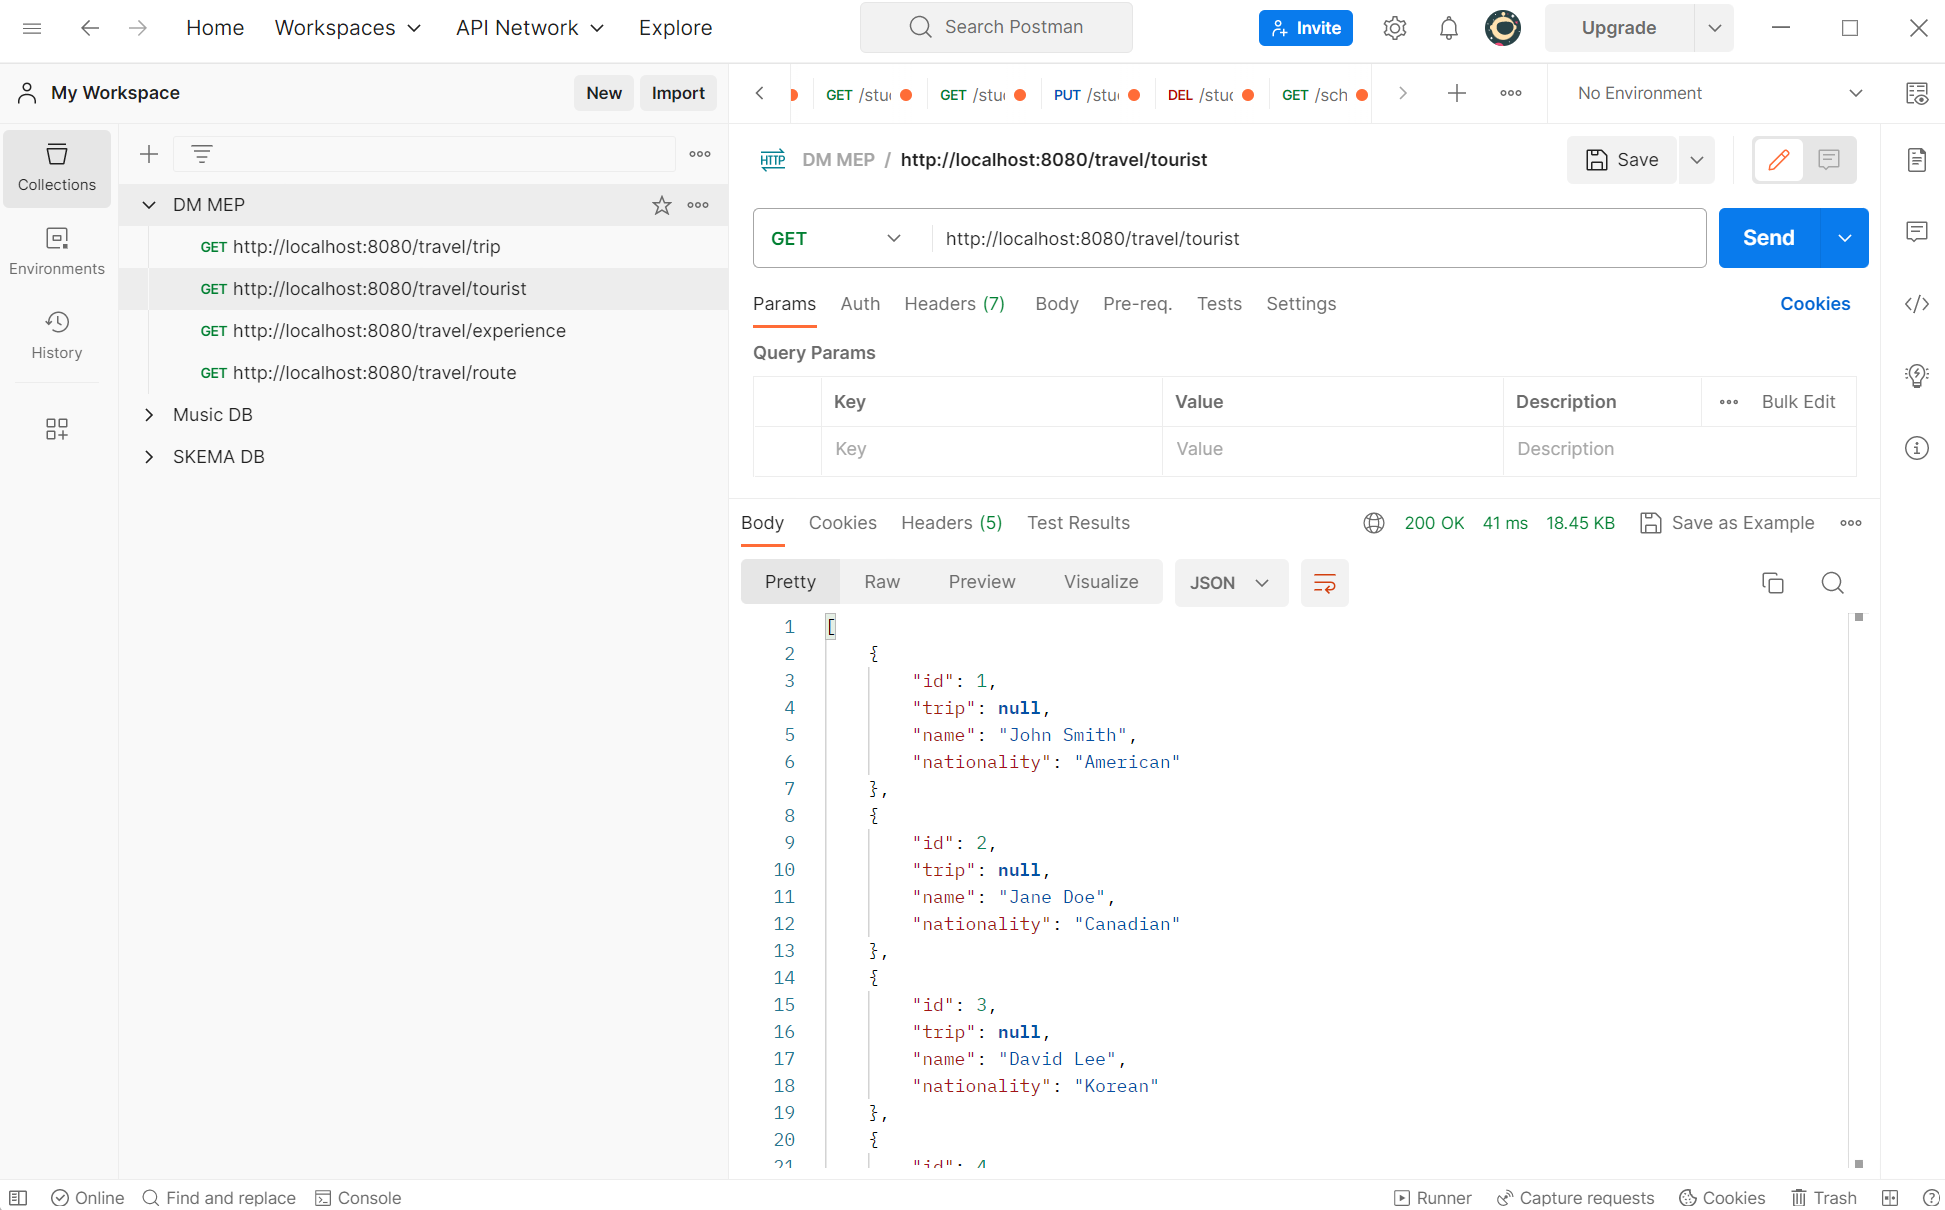 Home Workspaces API Network Explore Search Postman Invite Upgrade
My Workspace New Import GET /stu GET /stu PUT /stu DEL /stu GET /sch No Environment
Collections
Environments
History
DM MEP
GET http://localhost:8080/travel/trip
GET http://localhost:8080/travel/tourist
GET http://localhost:8080/travel/experience
GET http://localhost:8080/travel/route
Music DB
SKEMA DB
HTTP DM MEP / http://localhost:8080/travel/tourist Save
GET http://localhost:8080/travel/tourist Send
Params Auth Headers (7) Body Pre-req. Tests Settings Cookies
Query Params
Key Value Description Bulk Edit
Key Value Description
Body Cookies Headers (5) Test Results 200 OK 41 ms 18.45 KB Save as Example
Pretty Raw Preview Visualize JSON
1 [
2 {
3 "id": 1,
4 "trip": null,
5 "name": "John Smith",
6 "nationality": "American"
7 },
8 {
9 "id": 2,
10 "trip": null,
11 "name": "Jane Doe",
12 "nationality": "Canadian"
13 },
14 {
15 "id": 3,
16 "trip": null,
17 "name": "David Lee",
18 "nationality": "Korean"
19 },
20 {
21 "id": 4
Online Find and replace Console Runner Capture requests Cookies Trash